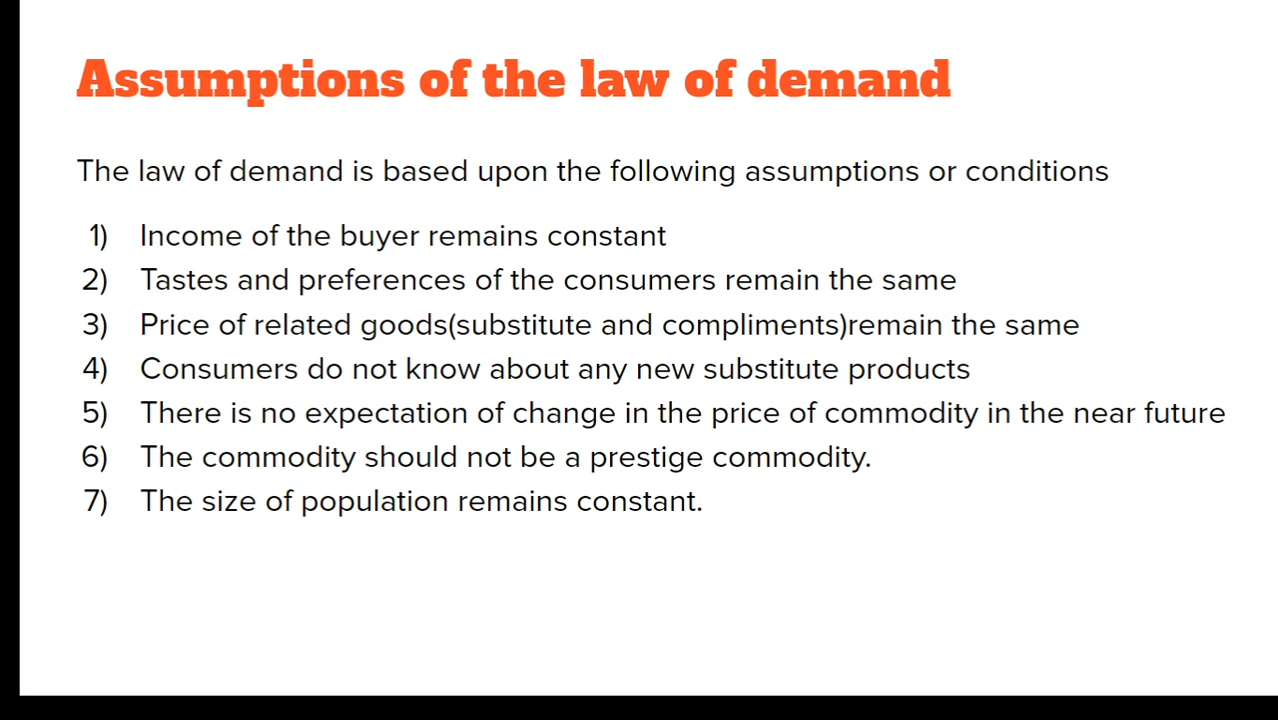 Assumptions of the law of demand
The law of demand is based upon the following assumptions or conditions
1) Income of the buyer remains constant
2) Tastes and preferences of the consumers remain the same
3) Price of related goods(substitute and compliments)remain the same
4) Consumers do not know about any new substitute products
5) There is no expectation of change in the price of commodity in the near future
6) The commodity should not be a prestige commodity.
7) The size of population remains constant.